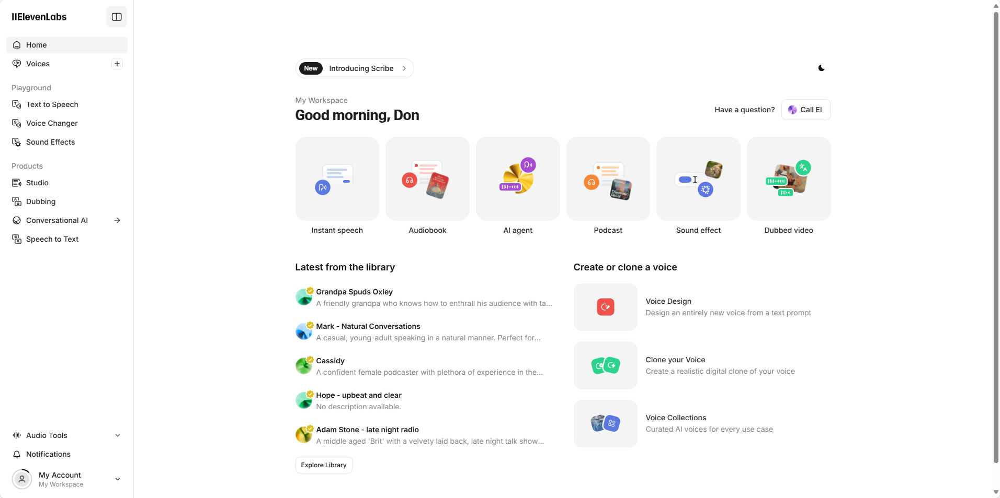 IIElevenLabs
Home
Voices
Playground
Text to Speech
Voice Changer
Sound Effects
Products
Studio
Dubbing
Conversational AI
Speech to Text
Audio Tools
Notifications
My Account
My Workspace
New Introducing Scribe
My Workspace
Good morning, Don
Have a question?
Call EI
Instant speech
Audiobook
AI agent
Podcast
Sound effect
Dubbed video
Latest from the library
Grandpa Spuds Oxley
A friendly grandpa who knows how to enthrall his audience with ta...
Mark - Natural Conversations
A casual, young-adult speaking in a natural manner. Perfect for...
Cassidy
A confident female podcaster with plethora of experience in the...
Hope - upbeat and clear
No description available.
Adam Stone - late night radio
A middle aged 'Brit' with a velvety laid back, late night talk show...
Explore Library
Create or clone a voice
Voice Design
Design an entirely new voice from a text prompt
Clone your Voice
Create a realistic digital clone of your voice
Voice Collections
Curated AI voices for every use case